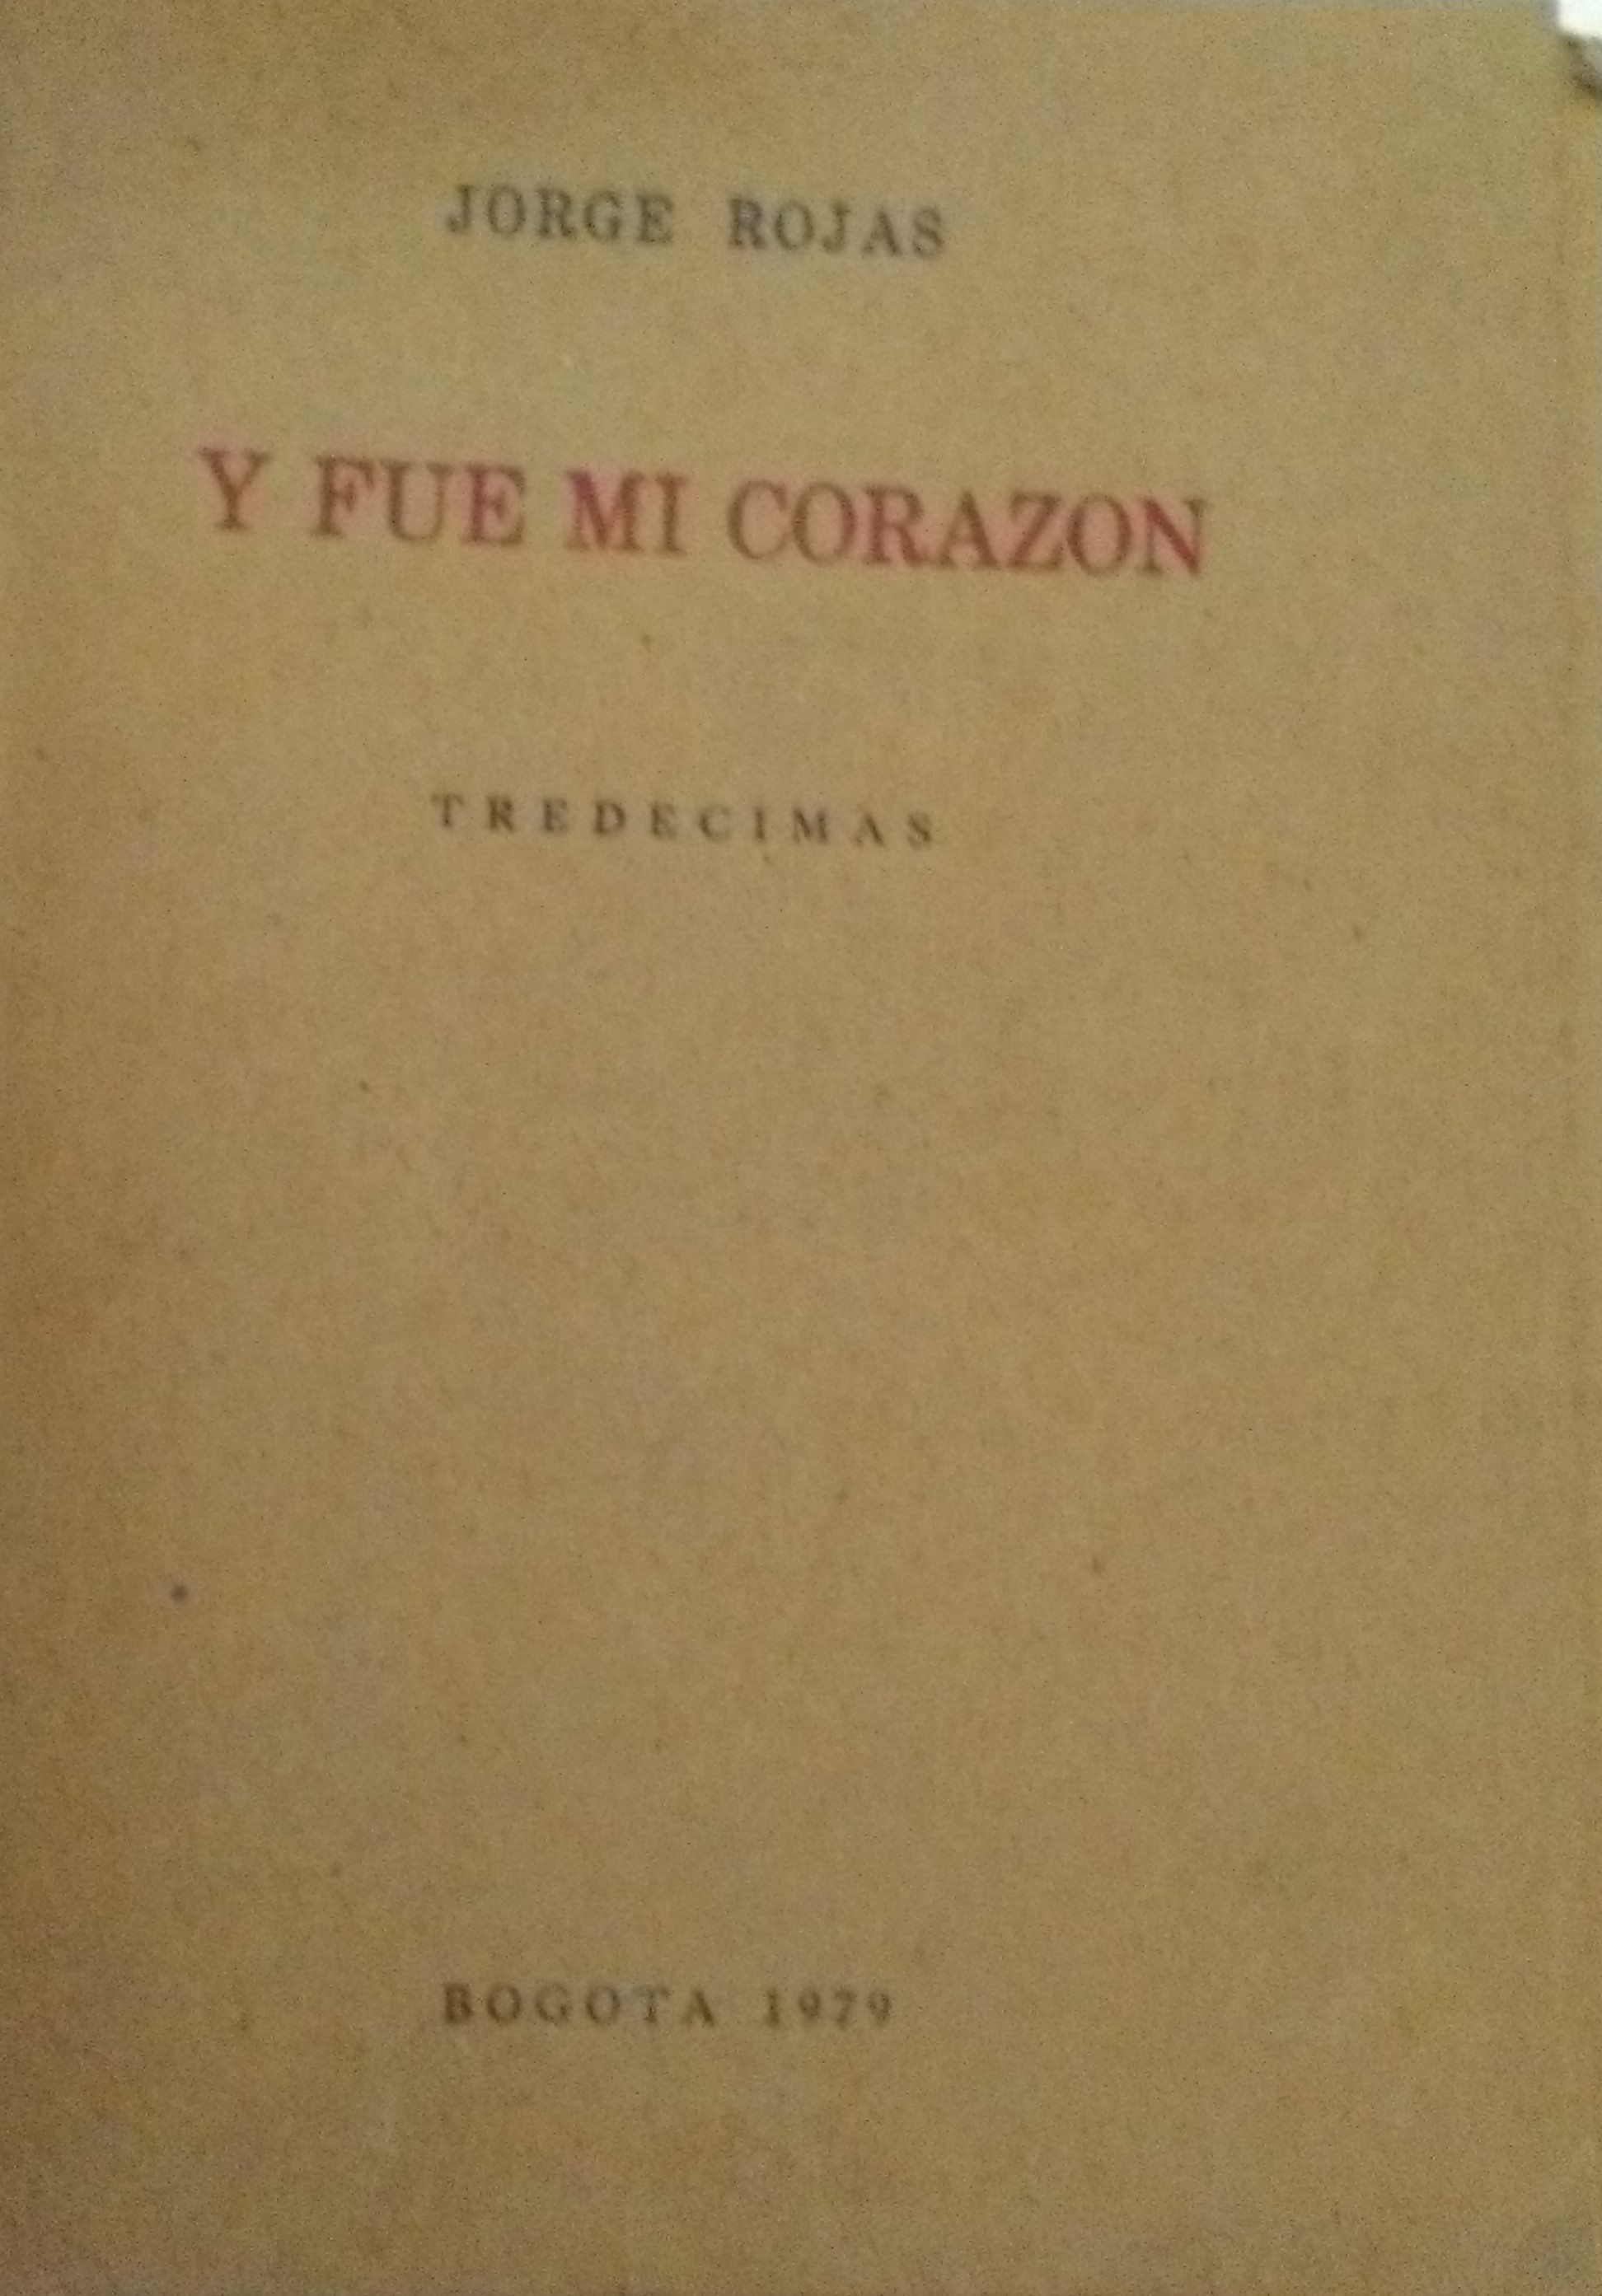 JORGE ROJAS
Y FUE MI CORAZON
TREDECIMAS
BOGOTA 1979